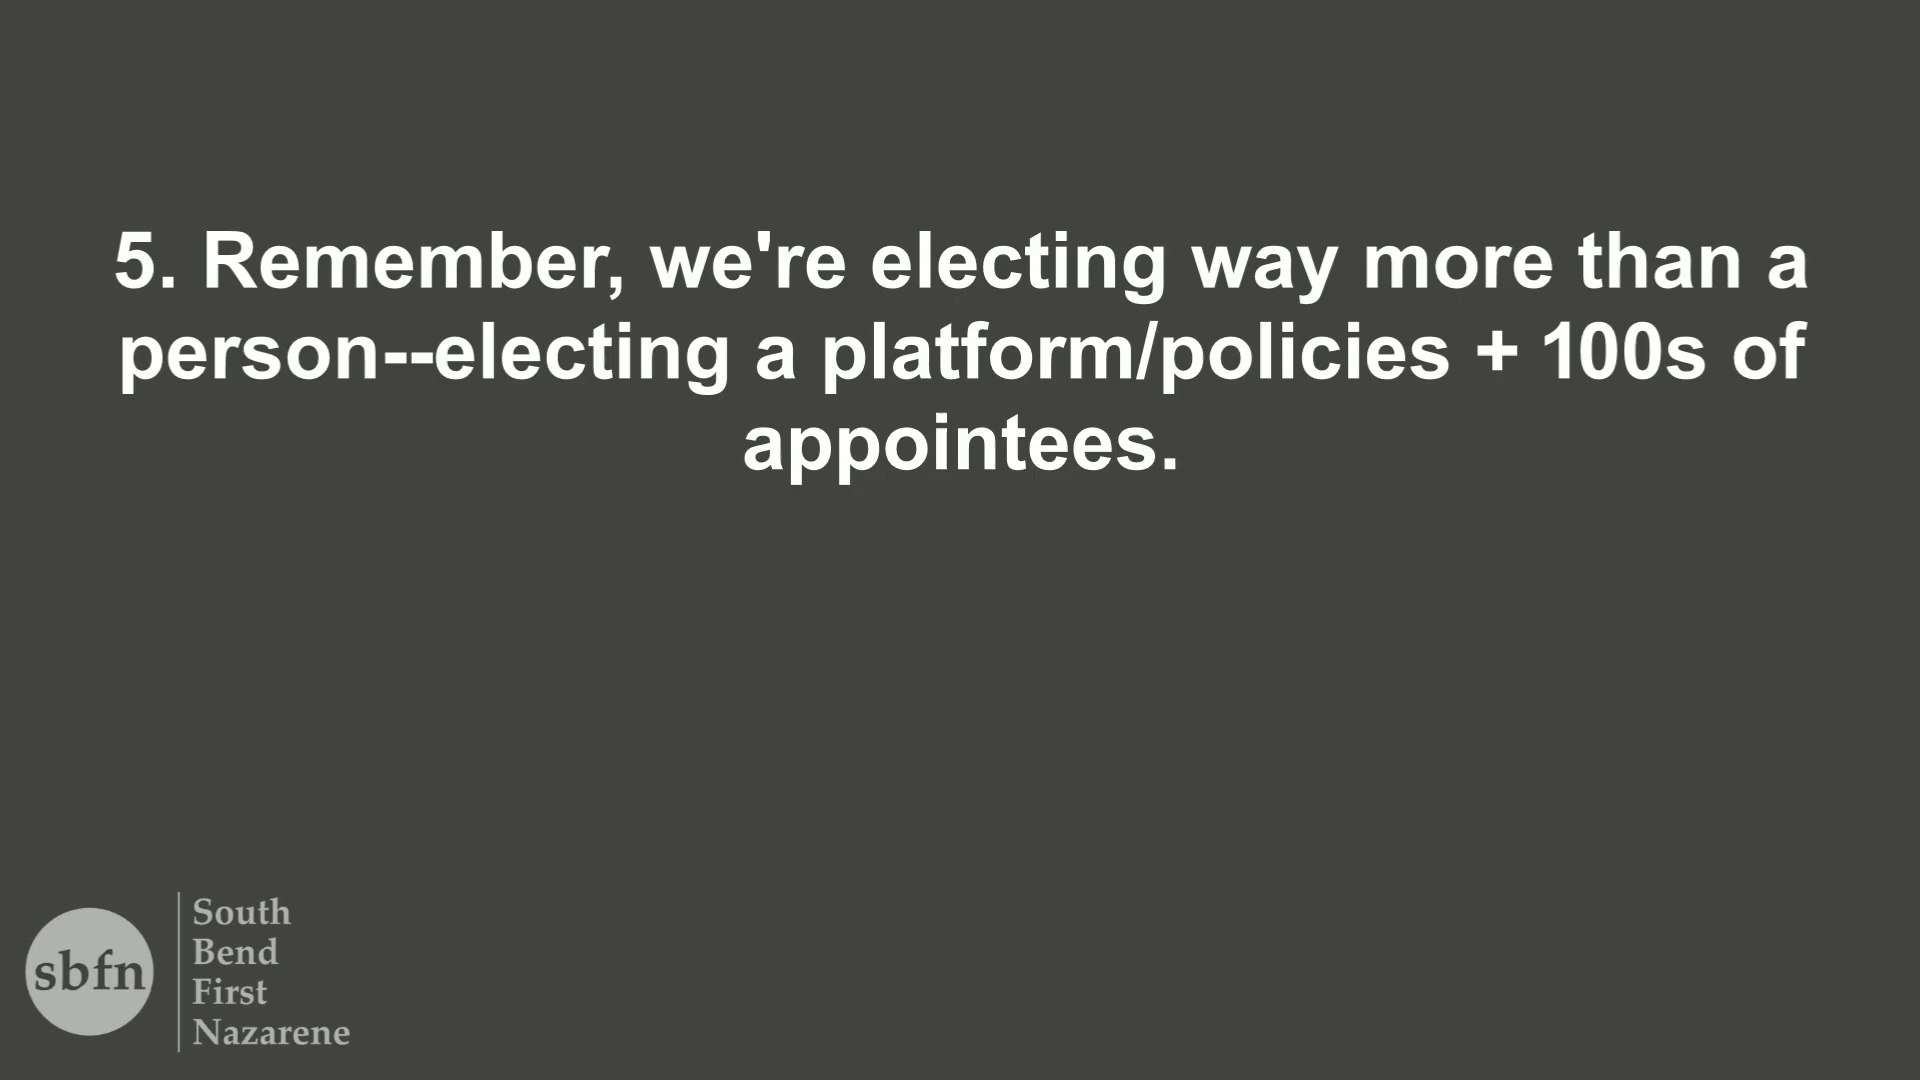 5. Remember, we're electing way more than a
person--electing a platform/policies + 100s of
appointees.
sbfn
South
Bend
First
Nazarene